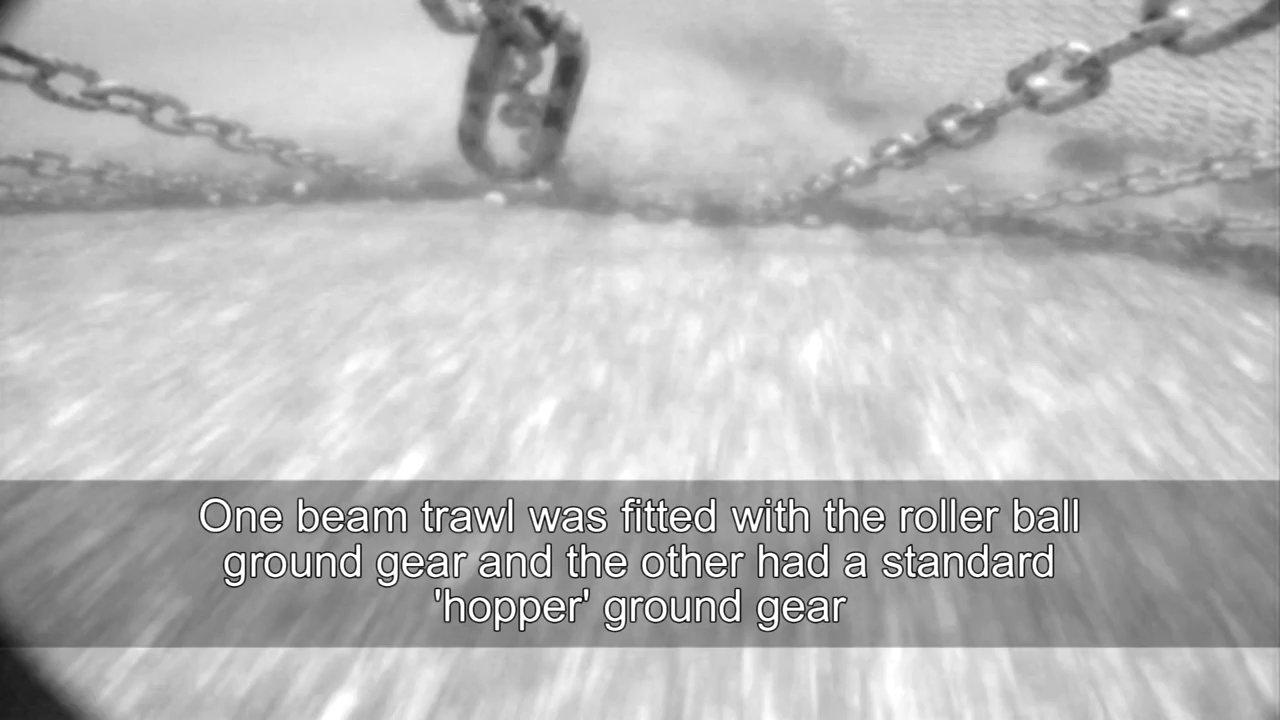 One beam trawl was fitted with the roller ball
ground gear and the other had a standard
'hopper' ground gear